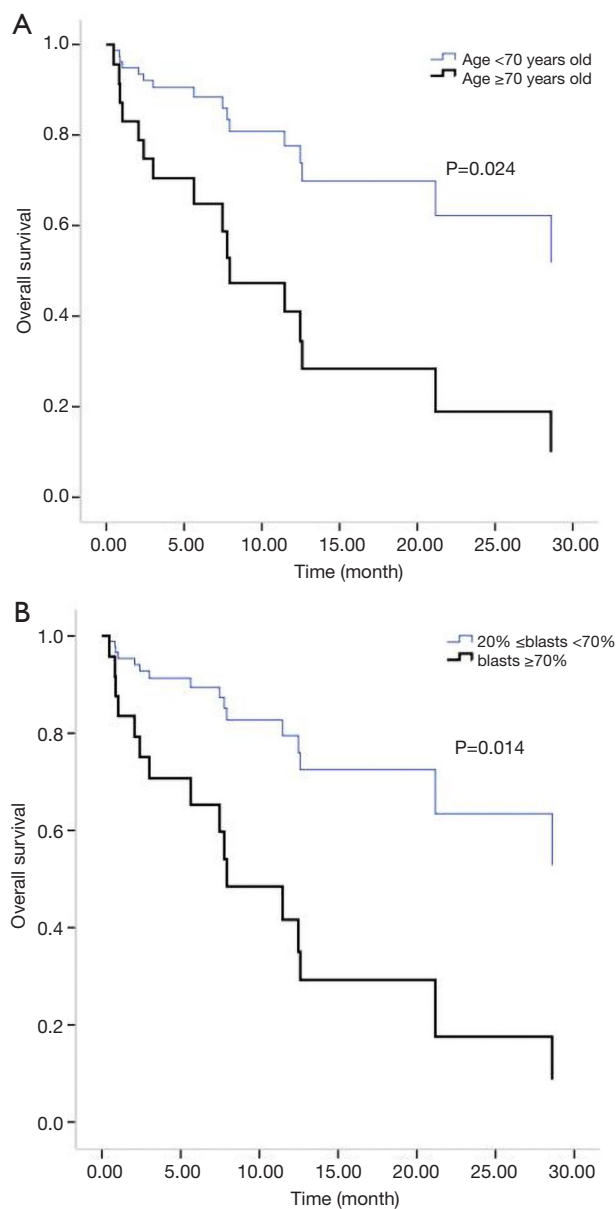 A
1.0
0.8
0.6
0.4
0.2
0.0
Overall survival
Age <70 years old
Age ≥70 years old
P=0.024
0.00 5.00 10.00 15.00 20.00 25.00 30.00
Time (month)
B
1.0
0.8
0.6
0.4
0.2
0.0
Overall survival
20% ≤blasts <70%
blasts ≥70%
P=0.014
0.00 5.00 10.00 15.00 20.00 25.00 30.00
Time (month)